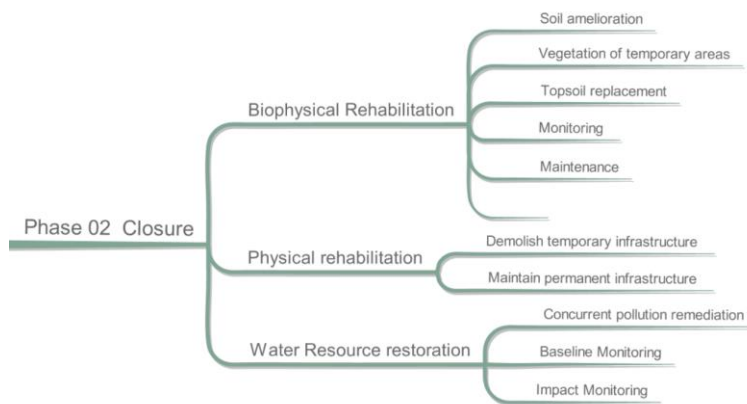 Soil amelioration
Vegetation of temporary areas
Topsoil replacement
Biophysical Rehabilitation
Monitoring
Maintenance
Phase 02 Closure
Demolish temporary infrastructure
Physical rehabilitation
Maintain permanent infrastructure
Concurrent pollution remediation
Water Resource restoration
Baseline Monitoring
Impact Monitoring